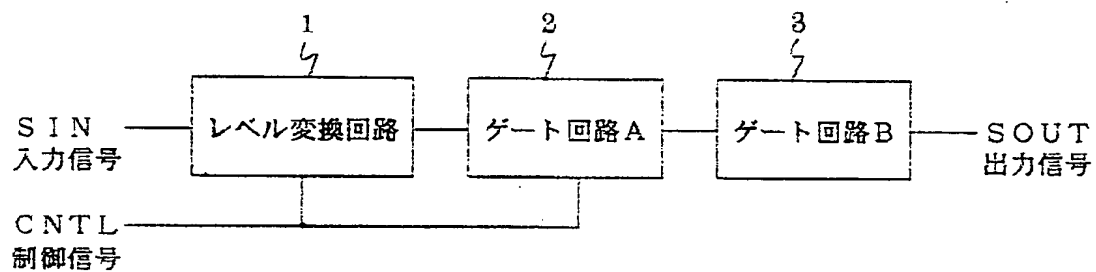 1
2
3
レベル変換回路
ゲート回路A
ゲート回路B
SIN
入力信号
SOUT
出力信号
CNTL
制御信号